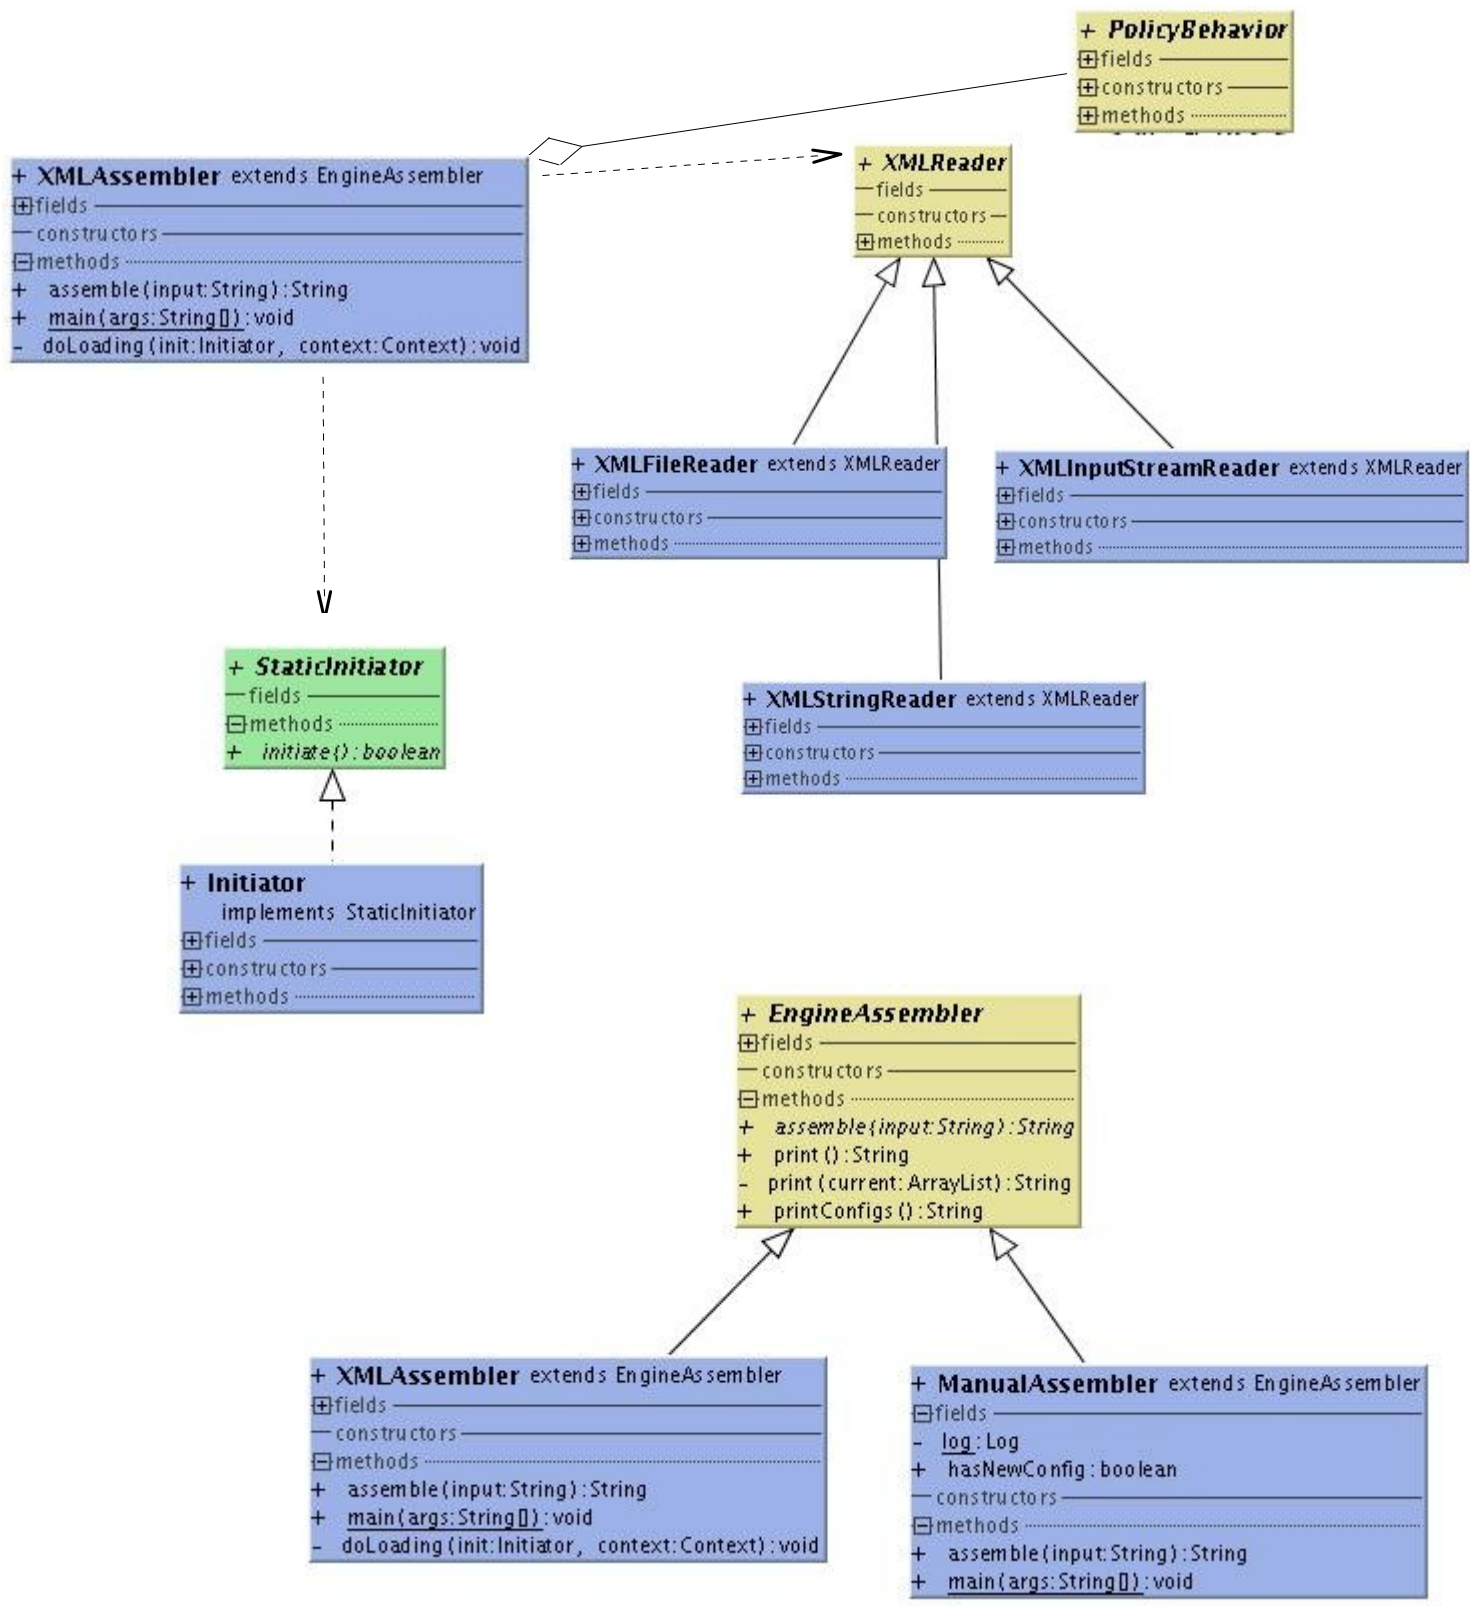 + PolicyBehavior
fields
constructors
methods
+ XMLAssembler extends EngineAssembler
fields
constructors
methods
+ assemble(input:String):String
+ main(args:String[]):void
- doLoading(init:Initiator, context:Context):void
+ XMLReader
fields
constructors
methods
+ XMLFileReader extends XMLReader
fields
constructors
methods
+ XMLInputStreamReader extends XMLReader
fields
constructors
methods
+ StaticInitiator
fields
methods
+ initiate():boolean
+ XMLStringReader extends XMLReader
fields
constructors
methods
+ Initiator
implements StaticInitiator
fields
constructors
methods
+ EngineAssembler
fields
constructors
methods
+ assemble(input:String):String
+ print():String
- print(current:ArrayList):String
+ printConfigs():String
+ XMLAssembler extends EngineAssembler
fields
constructors
methods
+ assemble(input:String):String
+ main(args:String[]):void
- doLoading(init:Initiator, context:Context):void
+ ManualAssembler extends EngineAssembler
fields
- log:Log
+ hasNewConfig:boolean
constructors
methods
+ assemble(input:String):String
+ main(args:String[]):void